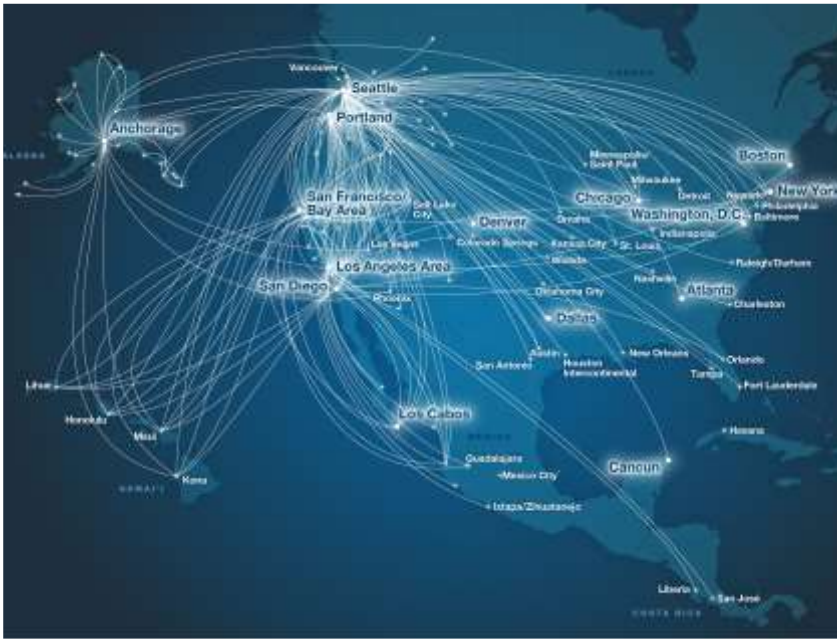 Vancouver
Seattle
Portland
Anchorage
ALASKA
Minneapolis/
Saint Paul
Boston
Milwaukee
Chicago
Detroit
New York
Philadelphia
Washington, D.C.
Baltimore
San Francisco/
Bay Area
Salt Lake
City
Denver
Omaha
Indianapolis
Colorado Springs
Kansas City
St. Louis
Las Vegas
Wichita
Raleigh/Durham
Los Angeles Area
San Diego
Nashville
Phoenix
Oklahoma City
Atlanta
Charleston
Dallas
Austin
New Orleans
San Antonio
Houston
Intercontinental
Orlando
Tampa
Fort Lauderdale
Lihue
Honolulu
Maui
Kona
HAWAI'I
Los Cabos
MEXICO
Havana
Guadalajara
Mexico City
Cancun
Ixtapa/Zihuatanejo
Liberia
San José
COSTA RICA